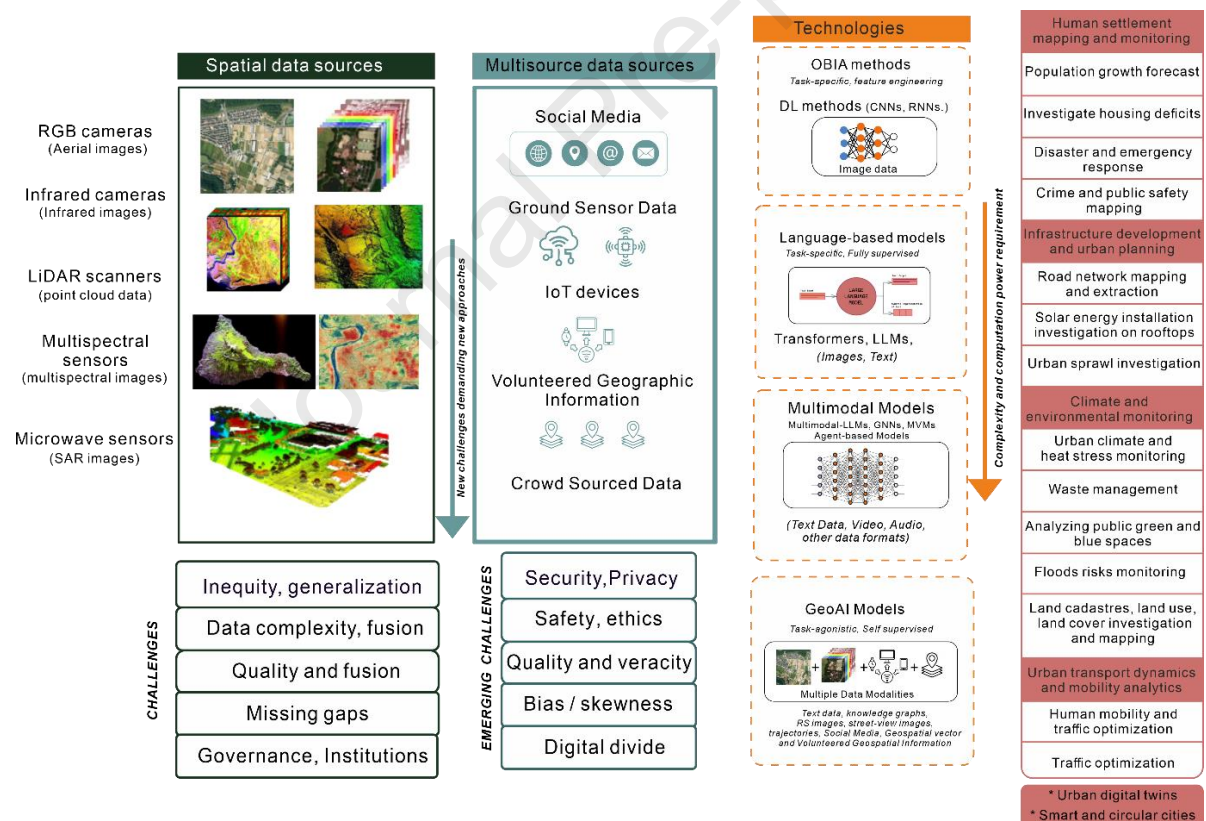 Spatial data sources
RGB cameras
(Aerial images)
Infrared cameras
(Infrared images)
LiDAR scanners
(point cloud data)
Multispectral
sensors
(multispectral images)
Microwave sensors
(SAR images)
New challenges demanding new approaches
CHALLENGES
Inequity, generalization
Data complexity, fusion
Quality and fusion
Missing gaps
Governance, Institutions
Multisource data sources
Social Media
@
Ground Sensor Data
IoT devices
Volunteered Geographic
Information
Crowd Sourced Data
EMERGING CHALLENGES
Security,Privacy
Safety, ethics
Quality and veracity
Bias / skewness
Digital divide
Technologies
OBIA methods
Task-specific, feature engineering
DL methods (CNNs, RNNs.)
Image data
Language-based models
Task-specific, Fully supervised
LARGE
LANGUAGE
MODEL
Transformers, LLMs,
(Images, Text)
Multimodal Models
Multimodal-LLMs, GNNs, MVMs
Agent-based Models
(Text Data, Video, Audio,
other data formats)
GeoAI Models
Task-agonistic, Self supervised
+ + + +
Multiple Data Modalities
Text data, knowledge graphs,
RS images, street-view images,
trajectories, Social Media, Geospatial vector
and Volunteered Geospatial Information
Complexity and computation power requirement
Human settlement
mapping and monitoring
Population growth forecast
Investigate housing deficits
Disaster and emergency
response
Crime and public safety
mapping
Infrastructure development
and urban planning
Road network mapping
and extraction
Solar energy installation
investigation on rooftops
Urban sprawl investigation
Climate and
environmental monitoring
Urban climate and
heat stress monitoring
Waste management
Analyzing public green and
blue spaces
Floods risks monitoring
Land cadastres, land use,
land cover investigation
and mapping
Urban transport dynamics
and mobility analytics
Human mobility and
traffic optimization
Traffic optimization
* Urban digital twins
* Smart and circular cities